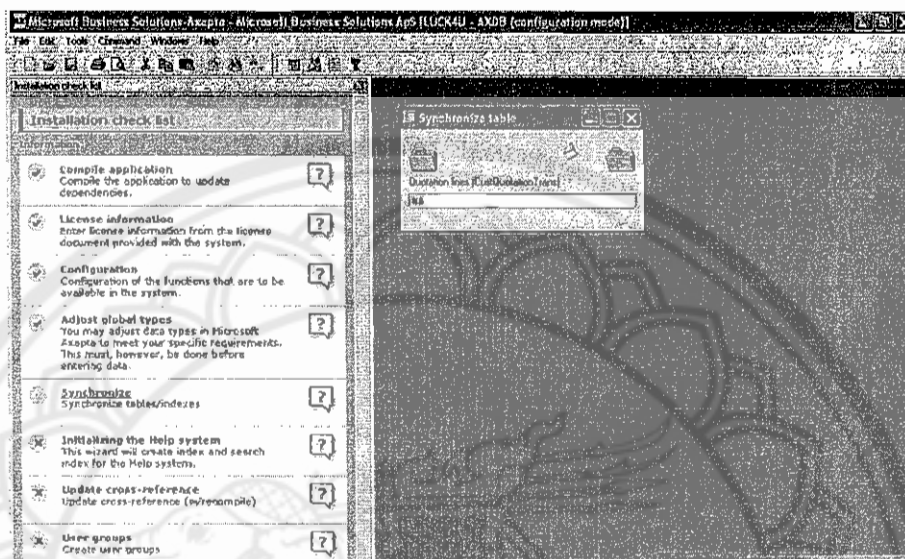 Microsoft Business Solutions-Axapta - Microsoft Business Solutions ApS [LUCK4U - AXDB (configuration mode)]
File Edit Tools Command Windows Help
Installation check list
Installation check list
Information
Compile application
Compile the application to update
dependencies.
License information
Enter license information from the license
document provided with the system.
Configuration
Configuration of the functions that are to be
available in the system.
Adjust global types
You may adjust data types in Microsoft
Axapta to meet your specific requirements.
This must, however, be done before
entering data.
Synchronize
Synchronize tables/indexes
Initializing the Help system
This wizard will create index and search
index for the Help system.
Update cross-reference
Update cross-reference (w/recompile)
User groups
Create user groups
Synchronize table
Quotation lines [CustQuotationTrans]